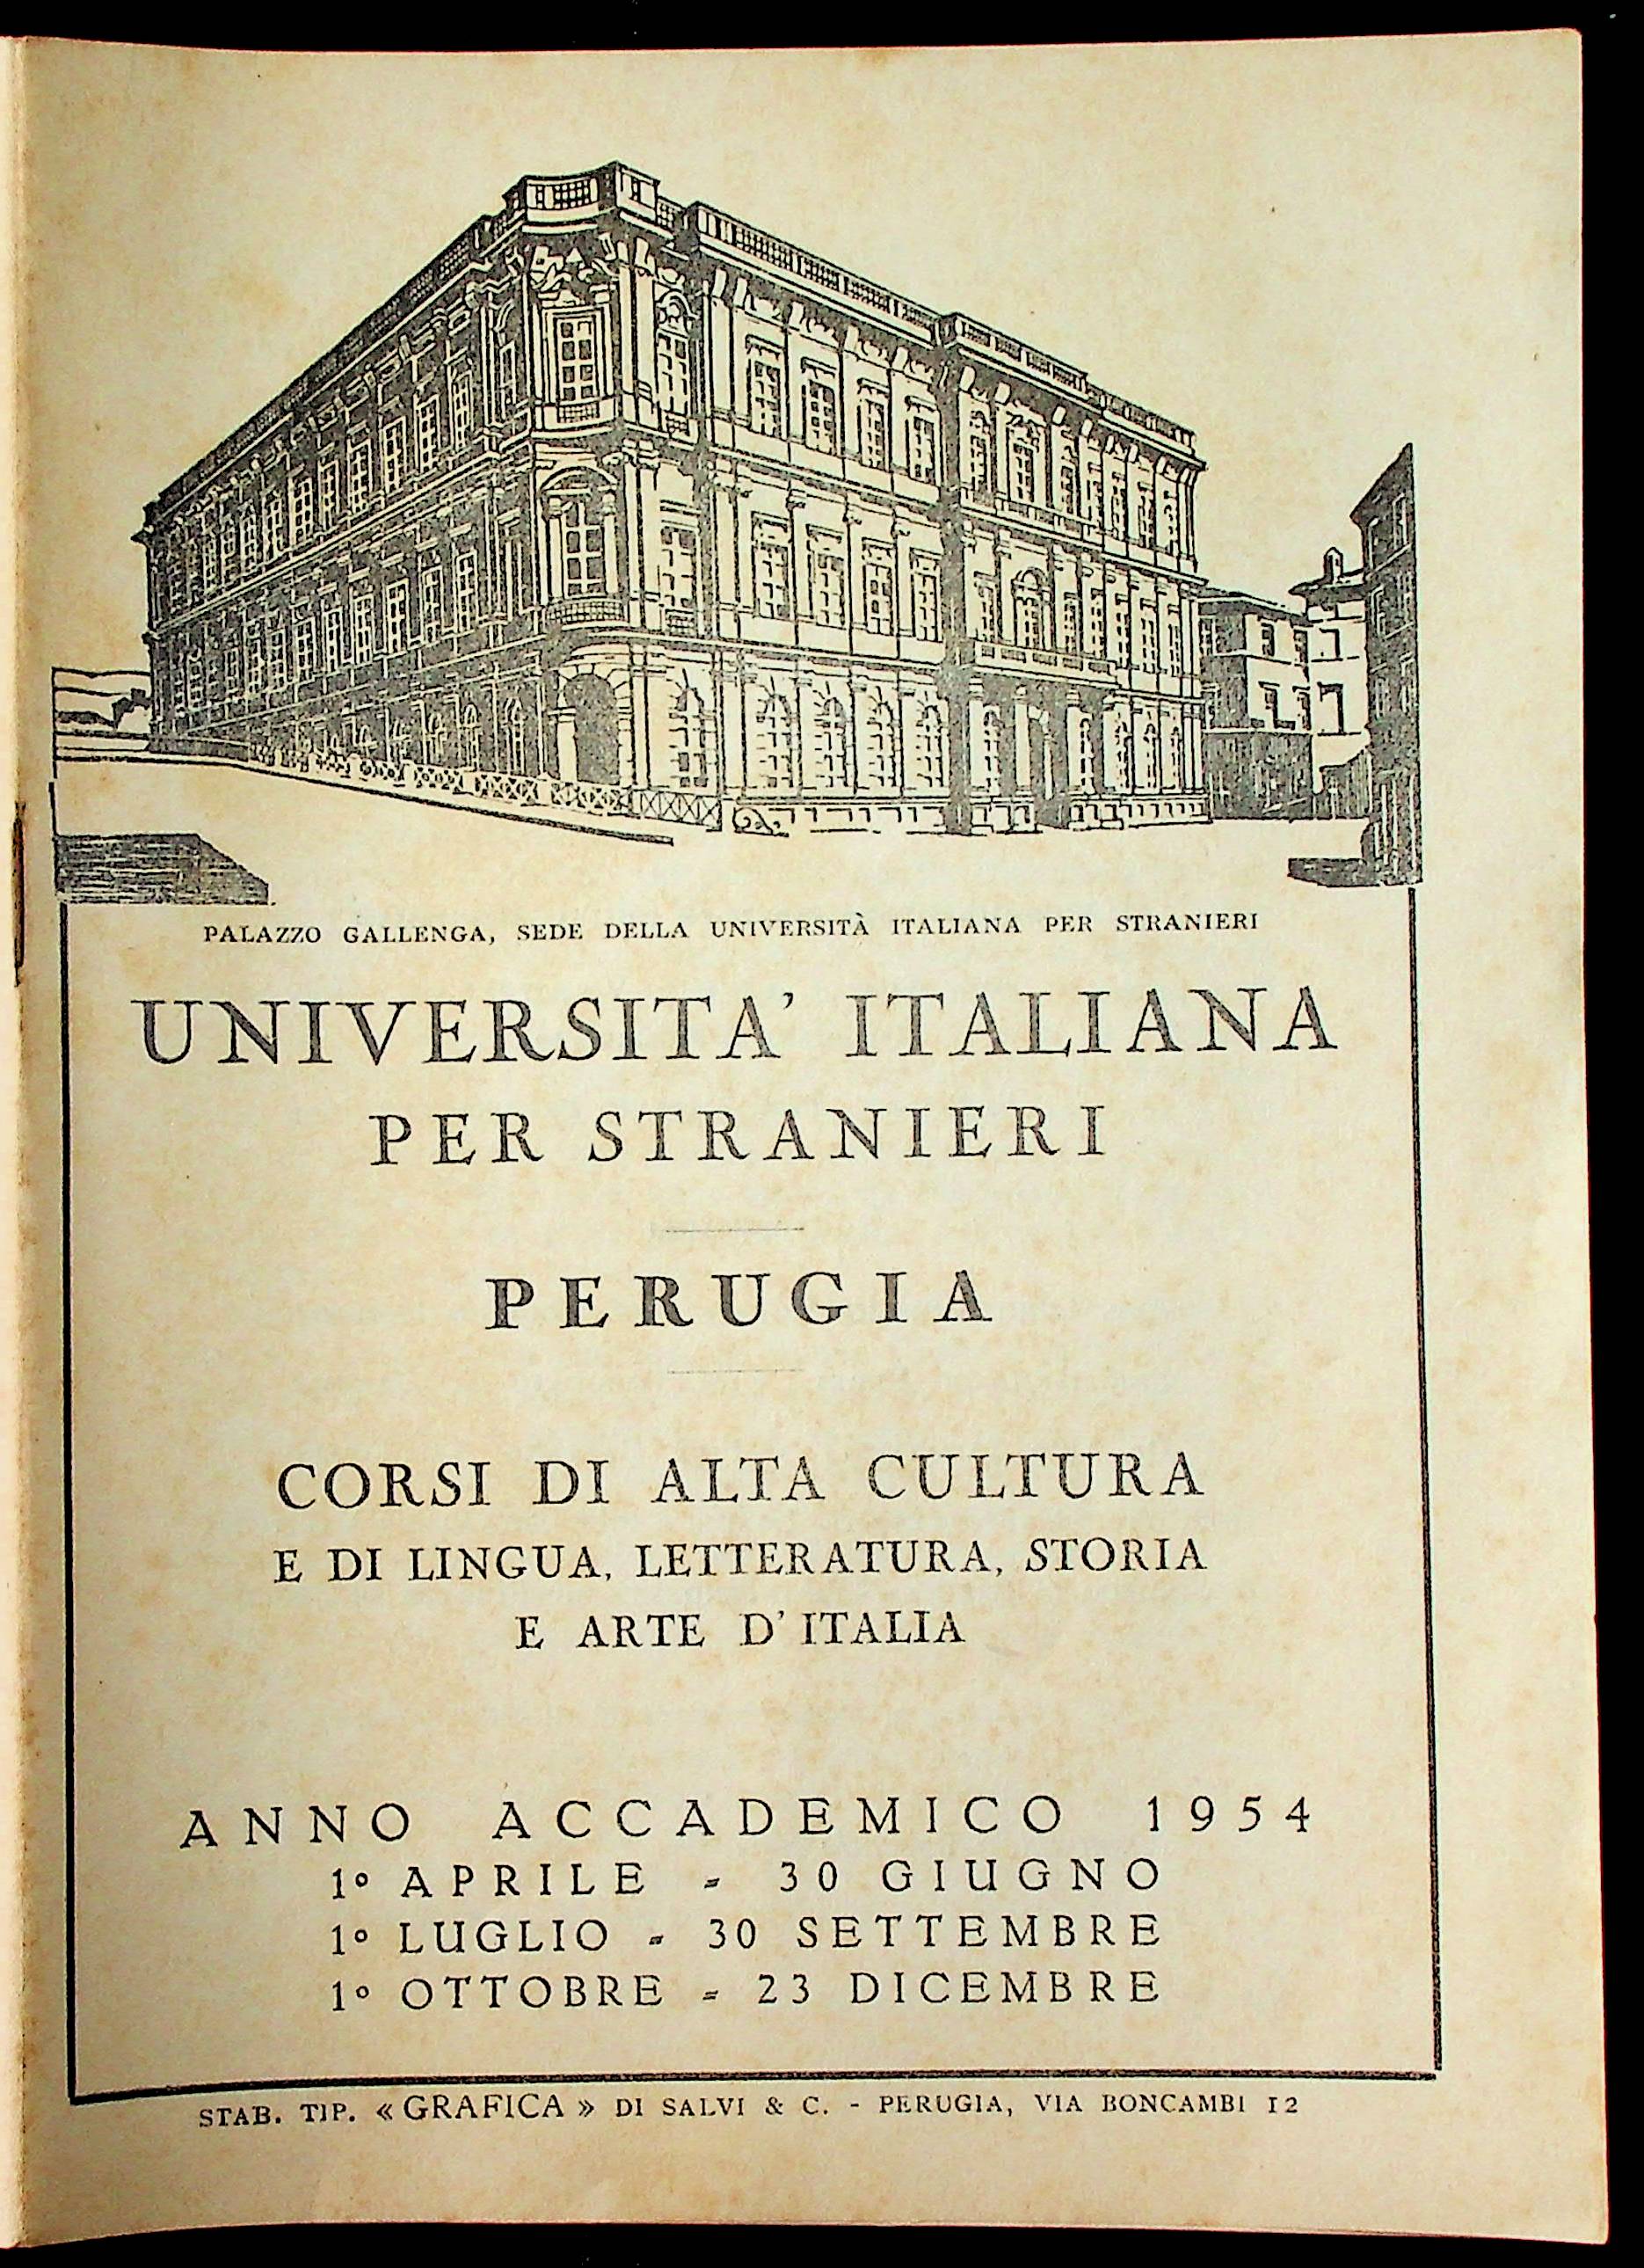 PALAZZO GALLENGA, SEDE DELLA UNIVERSITÀ ITALIANA PER STRANIERI
UNIVERSITA' ITALIANA
PER STRANIERI
PERUGIA
CORSI DI ALTA CULTURA
E DI LINGUA, LETTERATURA, STORIA
E ARTE D'ITALIA
ANNO ACCADEMICO 1954
1° APRILE - 30 GIUGNO
1° LUGLIO - 30 SETTEMBRE
1° OTTOBRE - 23 DICEMBRE
STAB. TIP. «GRAFICA» DI SALVI & C. - PERUGIA, VIA BONCAMBI 12